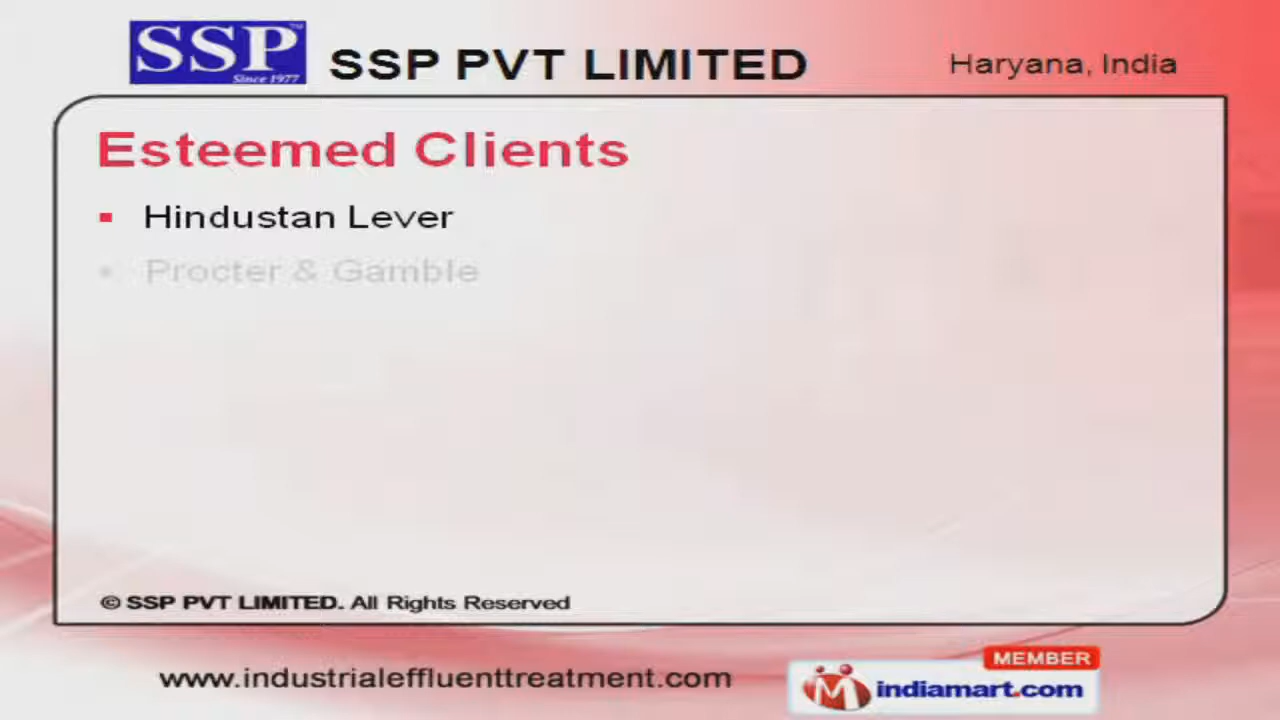 SSP™
Since 1977
SSP PVT LIMITED
Haryana, India
Esteemed Clients
▪ Hindustan Lever
• Procter & Gamble
© SSP PVT LIMITED. All Rights Reserved
www.industrialeffluenttreatment.com
MEMBER
indiamart.com